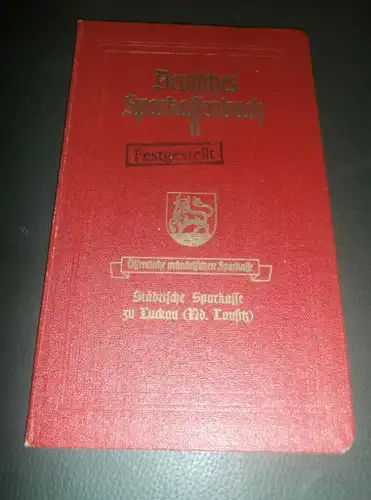 Deutsches
Sparkassenbuch
Festgestellt
Öffentliche mündelsichere Sparkasse
Städtische Sparkasse
zu Luckau (Nd. Lausitz)